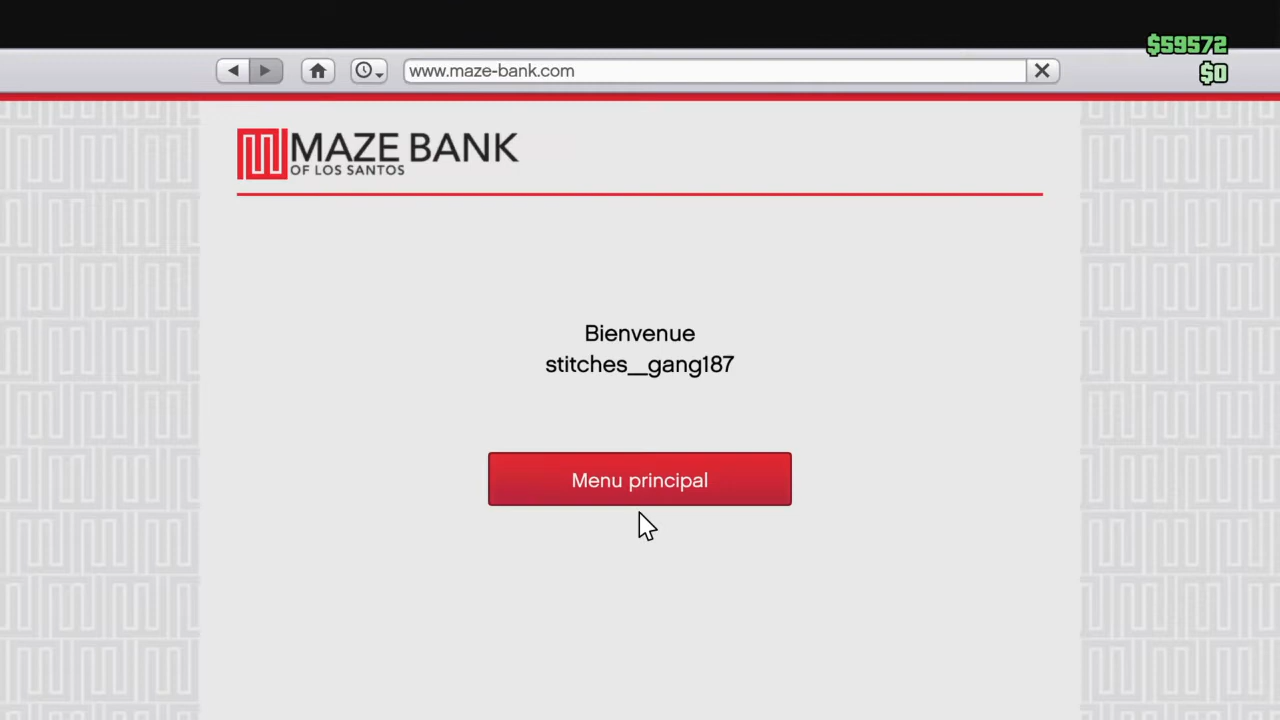 $59572
www.maze-bank.com
$0
MAZE BANK
OF LOS SANTOS
Bienvenue
stitches__gang187
Menu principal